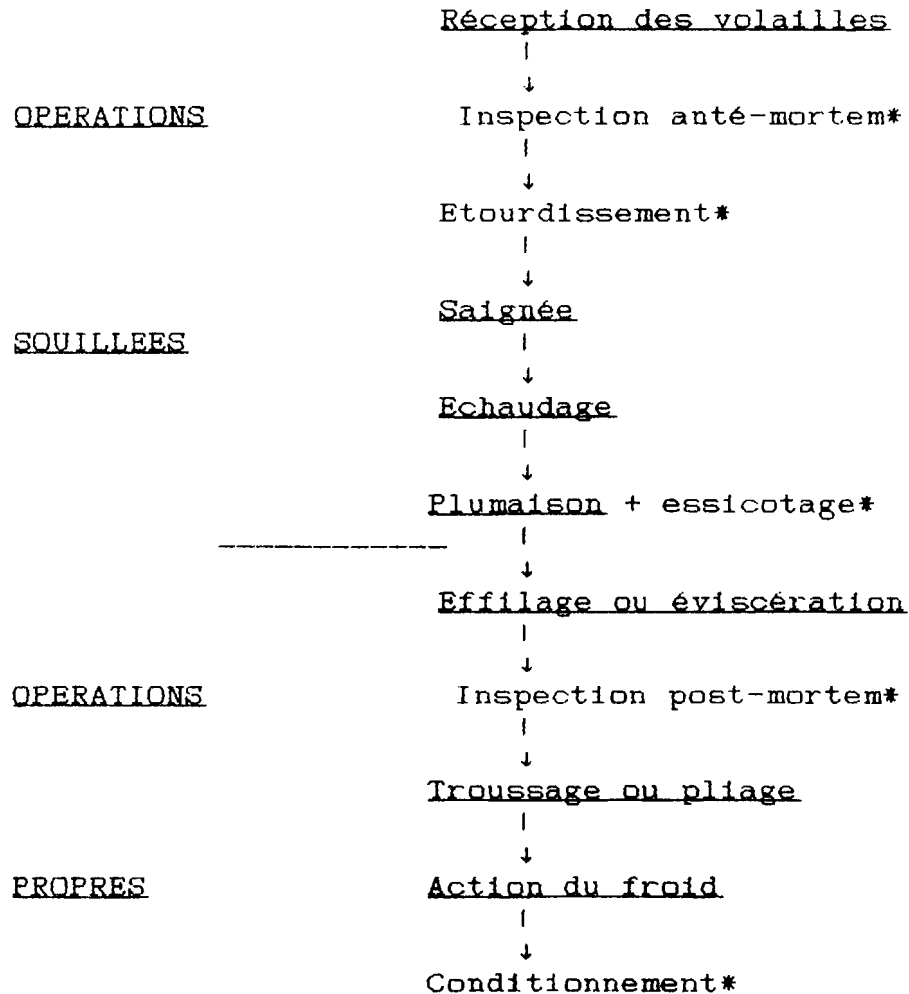 Réception des volailles
OPERATIONS Inspection anté-mortem*
Etourdissement*
Saignée
SOUILLEES
Echaudage
Plumaison + essicotage*
Effilage ou éviscération
OPERATIONS Inspection post-mortem*
Troussage ou pliage
PROPRES Action du froid
Conditionnement*